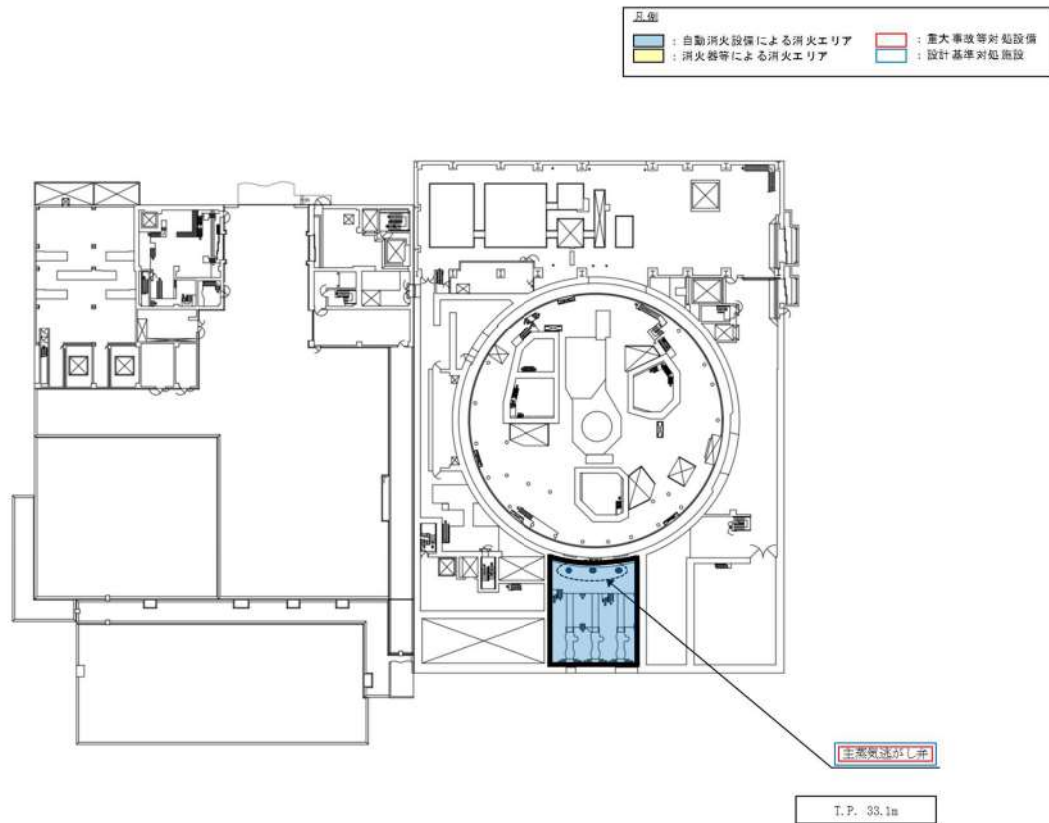 凡例
：自動消火設備による消火エリア
：重大事故等対処設備
：消火器等による消火エリア
：設計基準対処施設
主蒸気逃がし弁
T.P. 33.1m